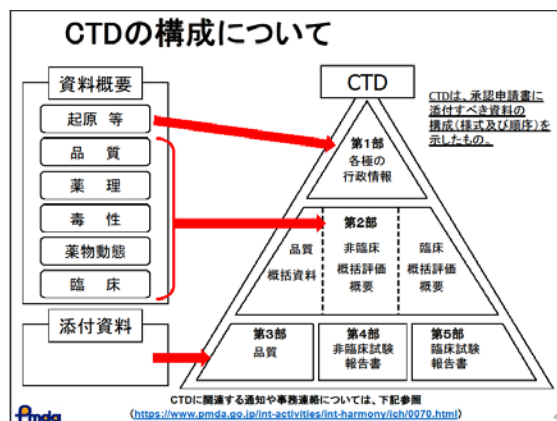 CTDの構成について
資料概要
起原 等
品 質
薬 理
毒 性
薬物動態
臨 床
添付資料
CTD
CTDは、承認申請書に
添付すべき資料の
構成(様式及び順序)を
示したもの。
第1部
各極の
行政情報
第2部
品質
概括資料
非臨床
概括評価
概要
臨床
概括評価
概要
第3部
品質
第4部
非臨床試験
報告書
第5部
臨床試験
報告書
CTDに関連する通知や事務連絡については、下記参照
(https://www.pmda.go.jp/int-activities/int-harmony/ich/0070.html)
pmda